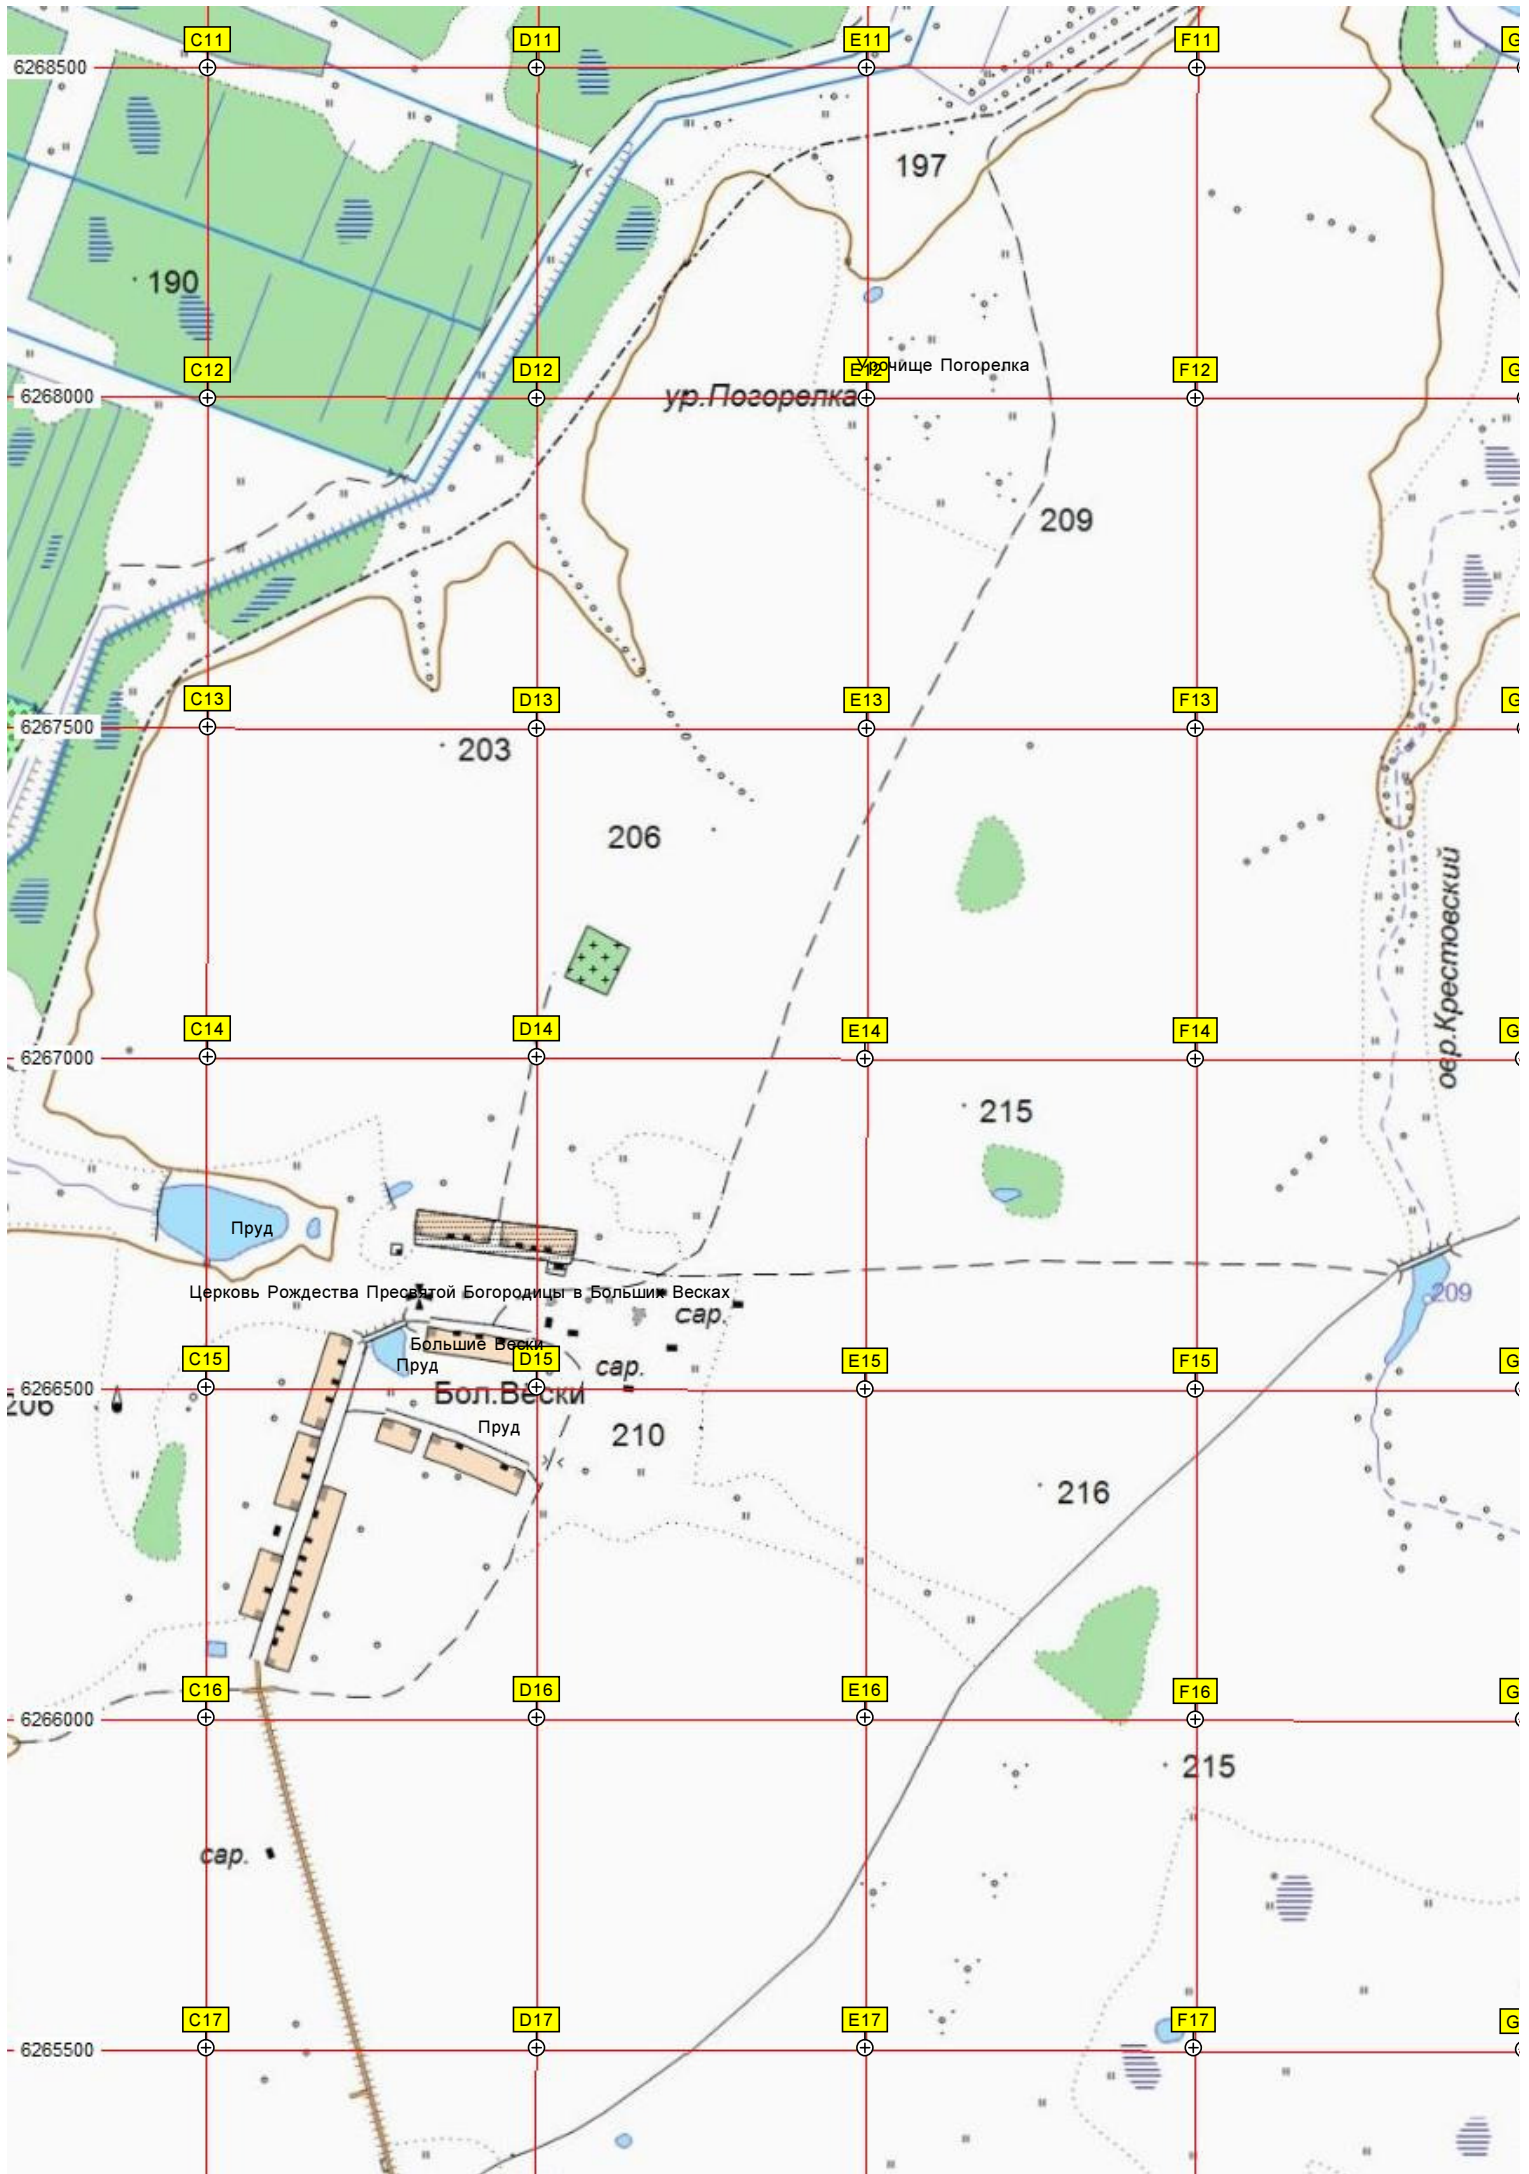 C11 D11 E11 F11 G
6268500
197
190
C12 D12 E12 Урочище Погорелка F12 G
6268000 ур.Погорелка
209
C13 D13 E13 F13 G
6267500
203
206
овр.Крестовский
C14 D14 E14 F14 G
6267000
215
Пруд
Церковь Рождества Пресвятой Богородицы в Больших Весках
209
сар.
Большие Вески
Пруд
C15 D15 сар. E15 F15 G
6266500 Бол.Вески
206
Пруд
210
216
C16 D16 E16 F16 G
6266000
215
сар.
C17 D17 E17 F17 G
6265500